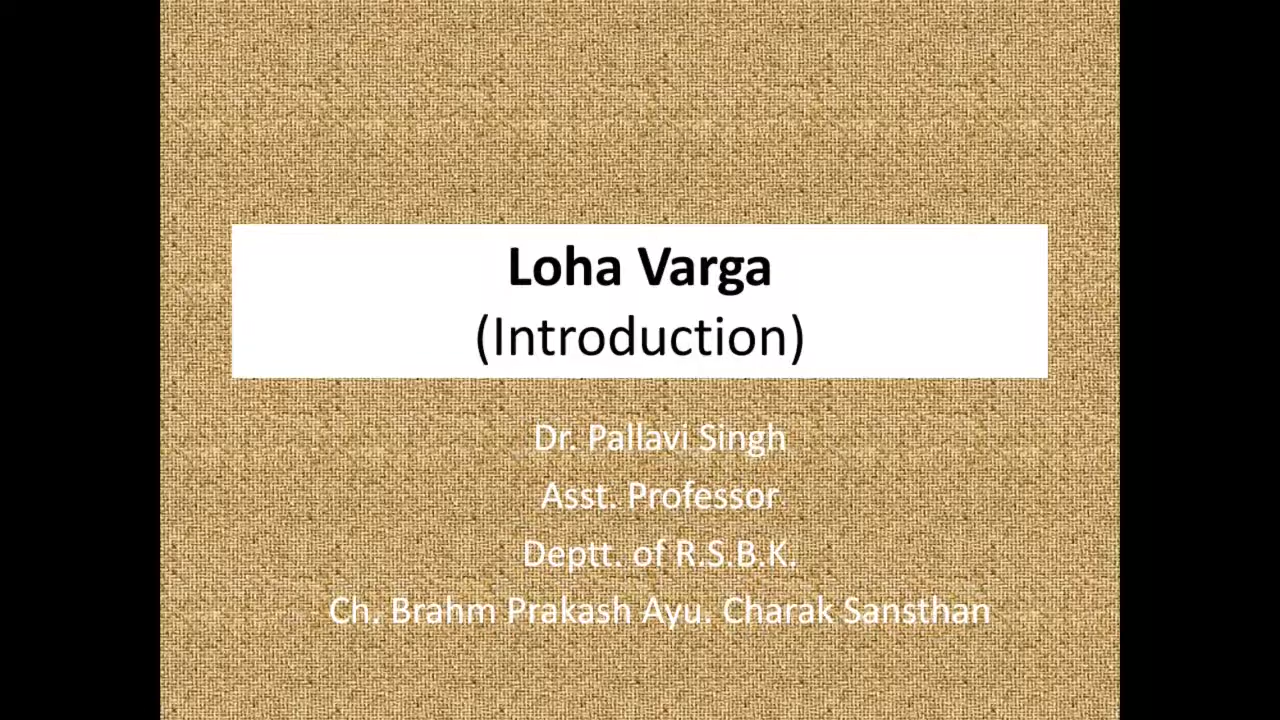 Loha Varga
(Introduction)
Dr. Pallavi Singh
Asst. Professor
Deptt. of R.S.B.K.
Ch. Brahm Prakash Ayu. Charak Sansthan